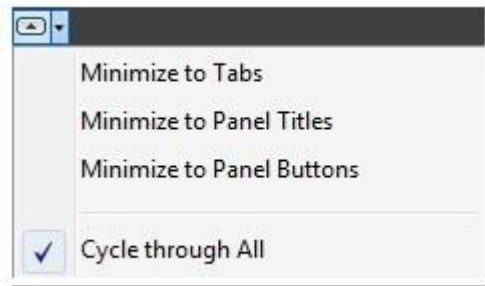 Minimize to Tabs
Minimize to Panel Titles
Minimize to Panel Buttons
Cycle through All